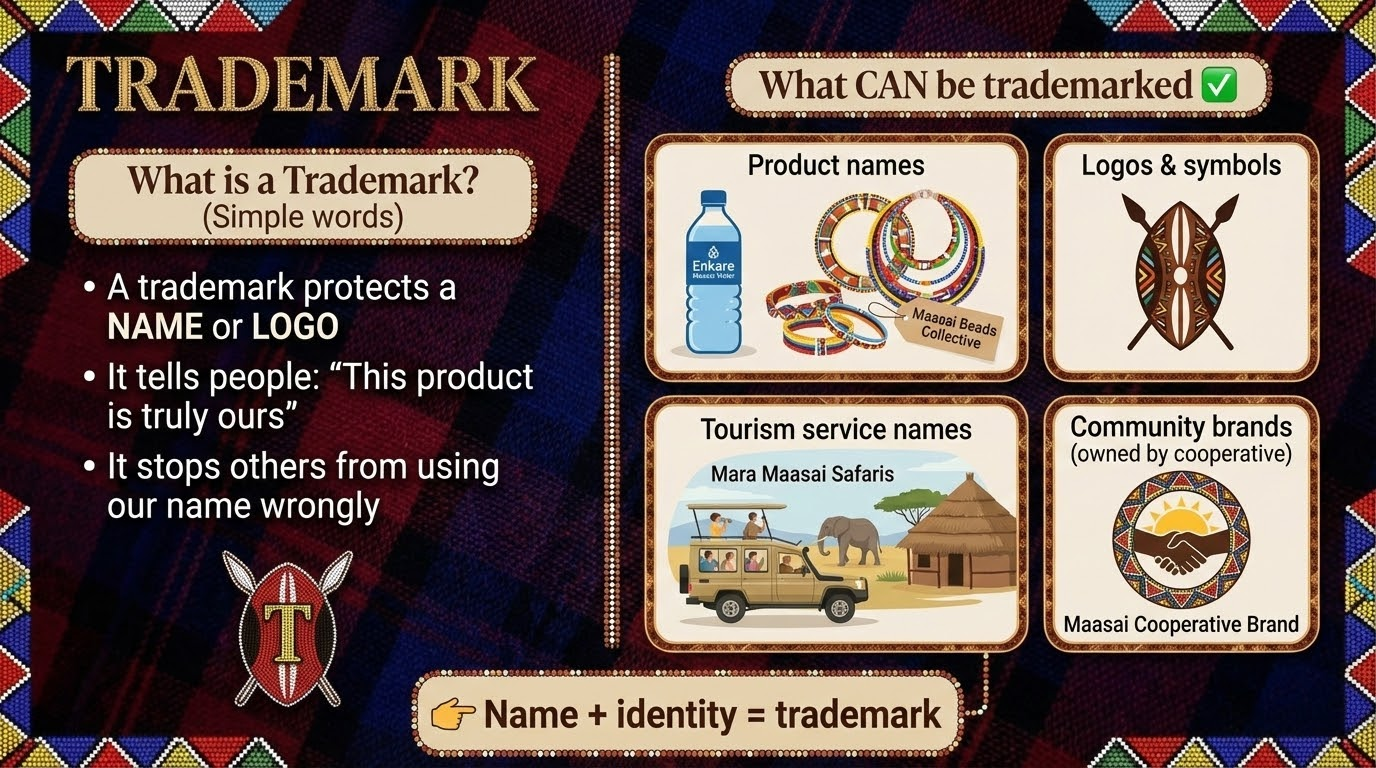 TRADEMARK
What is a Trademark?
(Simple words)
• A trademark protects a
NAME or LOGO
• It tells people: “This product
is truly ours”
• It stops others from using
our name wrongly
T
What CAN be trademarked ✅
Product names
Enkare
Maasai Beads
Collective
Logos & symbols
Tourism service names
Mara Maasai Safaris
Community brands
(owned by cooperative)
Maasai Cooperative Brand
👉 Name + identity = trademark